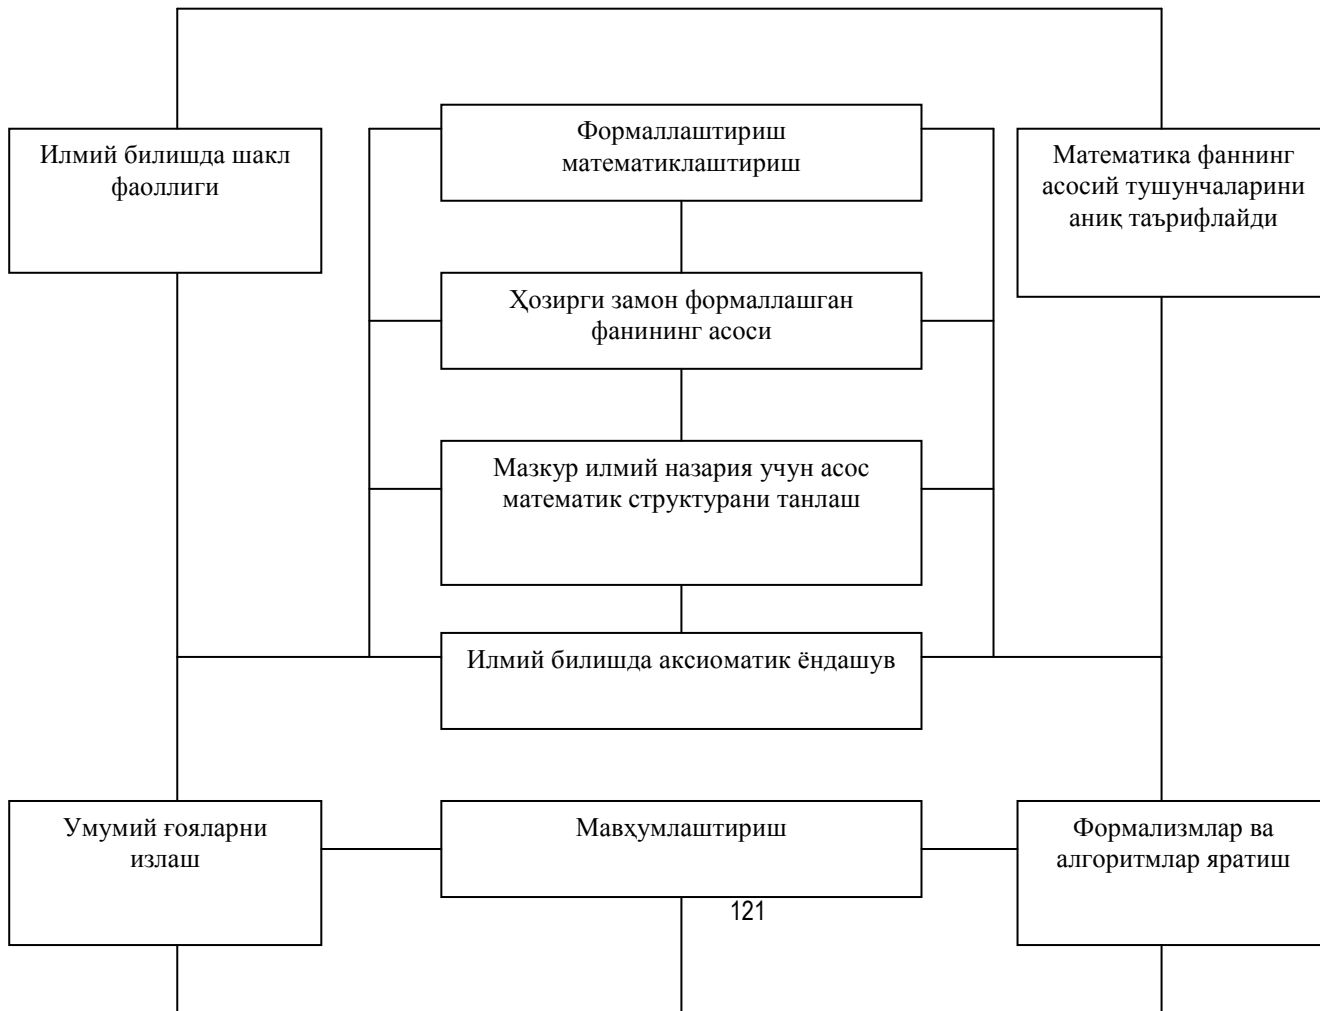 Формаллаштириш
математиклаштириш
Илмий билишда шакл
фаоллиги
Математика фаннинг
асосий тушунчаларини
аниқ таърифлайди
Ҳозирги замон формаллашган
фанининг асоси
Мазкур илмий назария учун асос
математик структурани танлаш
Илмий билишда аксиоматик ёндашув
Умумий ғояларни
излаш
Мавҳумлаштириш
Формализмлар ва
алгоритмлар яратиш
121